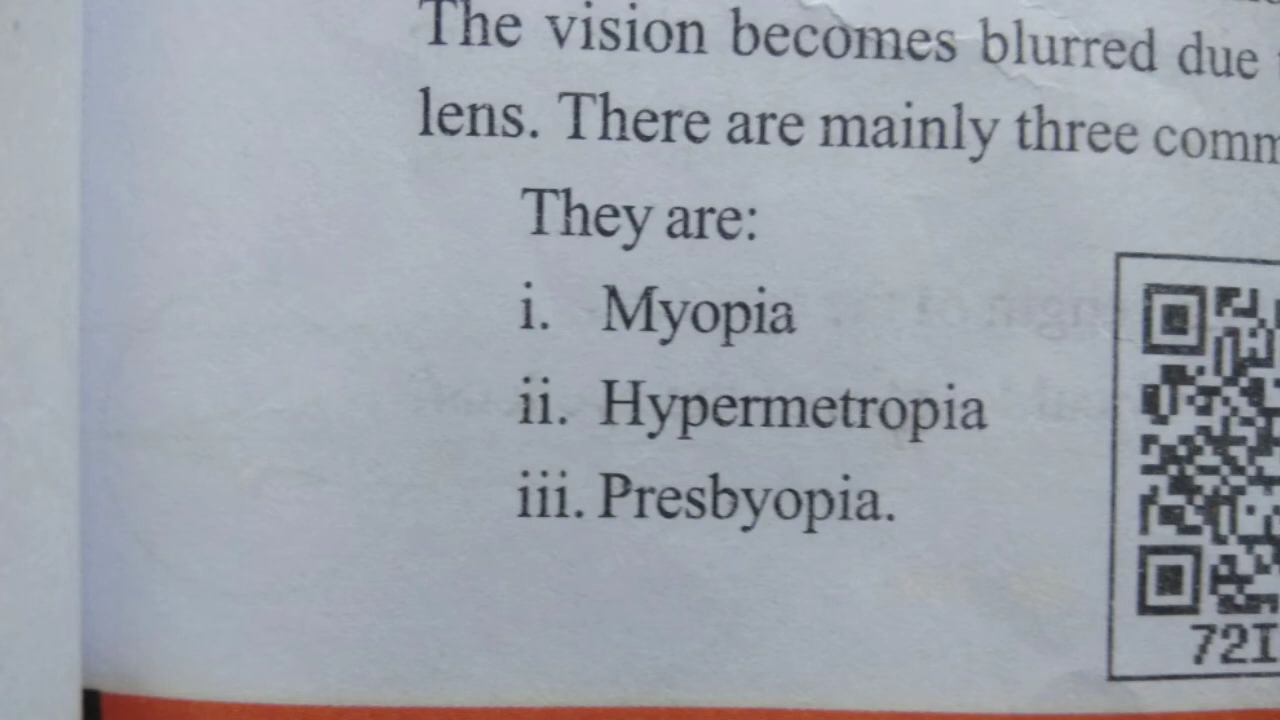 The vision becomes blurred due
lens. There are mainly three comm
They are:
i. Myopia
ii. Hypermetropia
iii. Presbyopia.
72I